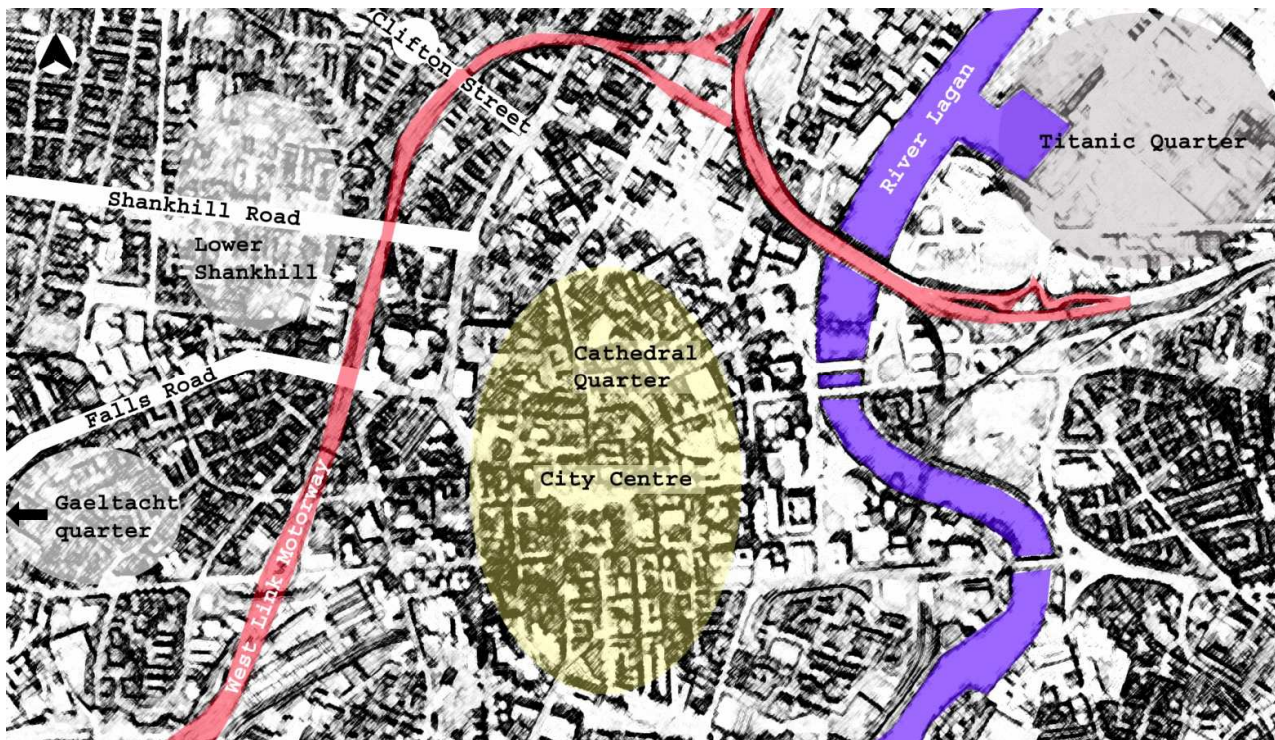 Clifton street
River Lagan
Titanic Quarter
Shankhill Road
Lower
Shankhill
Cathedral
Quarter
Falls Road
City Centre
Gaeltacht
quarter
West Link Motorway